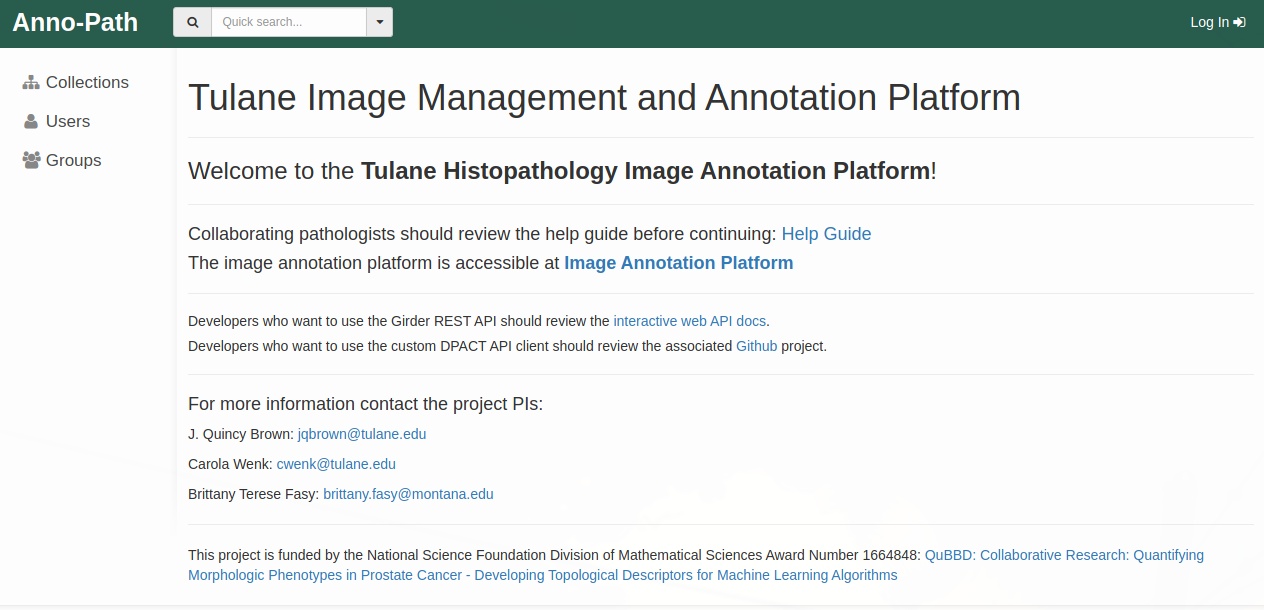 Anno-Path
Quick search...
Log In
Collections
Users
Groups
Tulane Image Management and Annotation Platform
Welcome to the Tulane Histopathology Image Annotation Platform!
Collaborating pathologists should review the help guide before continuing: Help Guide
The image annotation platform is accessible at Image Annotation Platform
Developers who want to use the Girder REST API should review the interactive web API docs.
Developers who want to use the custom DPACT API client should review the associated Github project.
For more information contact the project PIs:
J. Quincy Brown: jqbrown@tulane.edu
Carola Wenk: cwenk@tulane.edu
Brittany Terese Fasy: brittany.fasy@montana.edu
This project is funded by the National Science Foundation Division of Mathematical Sciences Award Number 1664848: QuBBD: Collaborative Research: Quantifying
Morphologic Phenotypes in Prostate Cancer - Developing Topological Descriptors for Machine Learning Algorithms